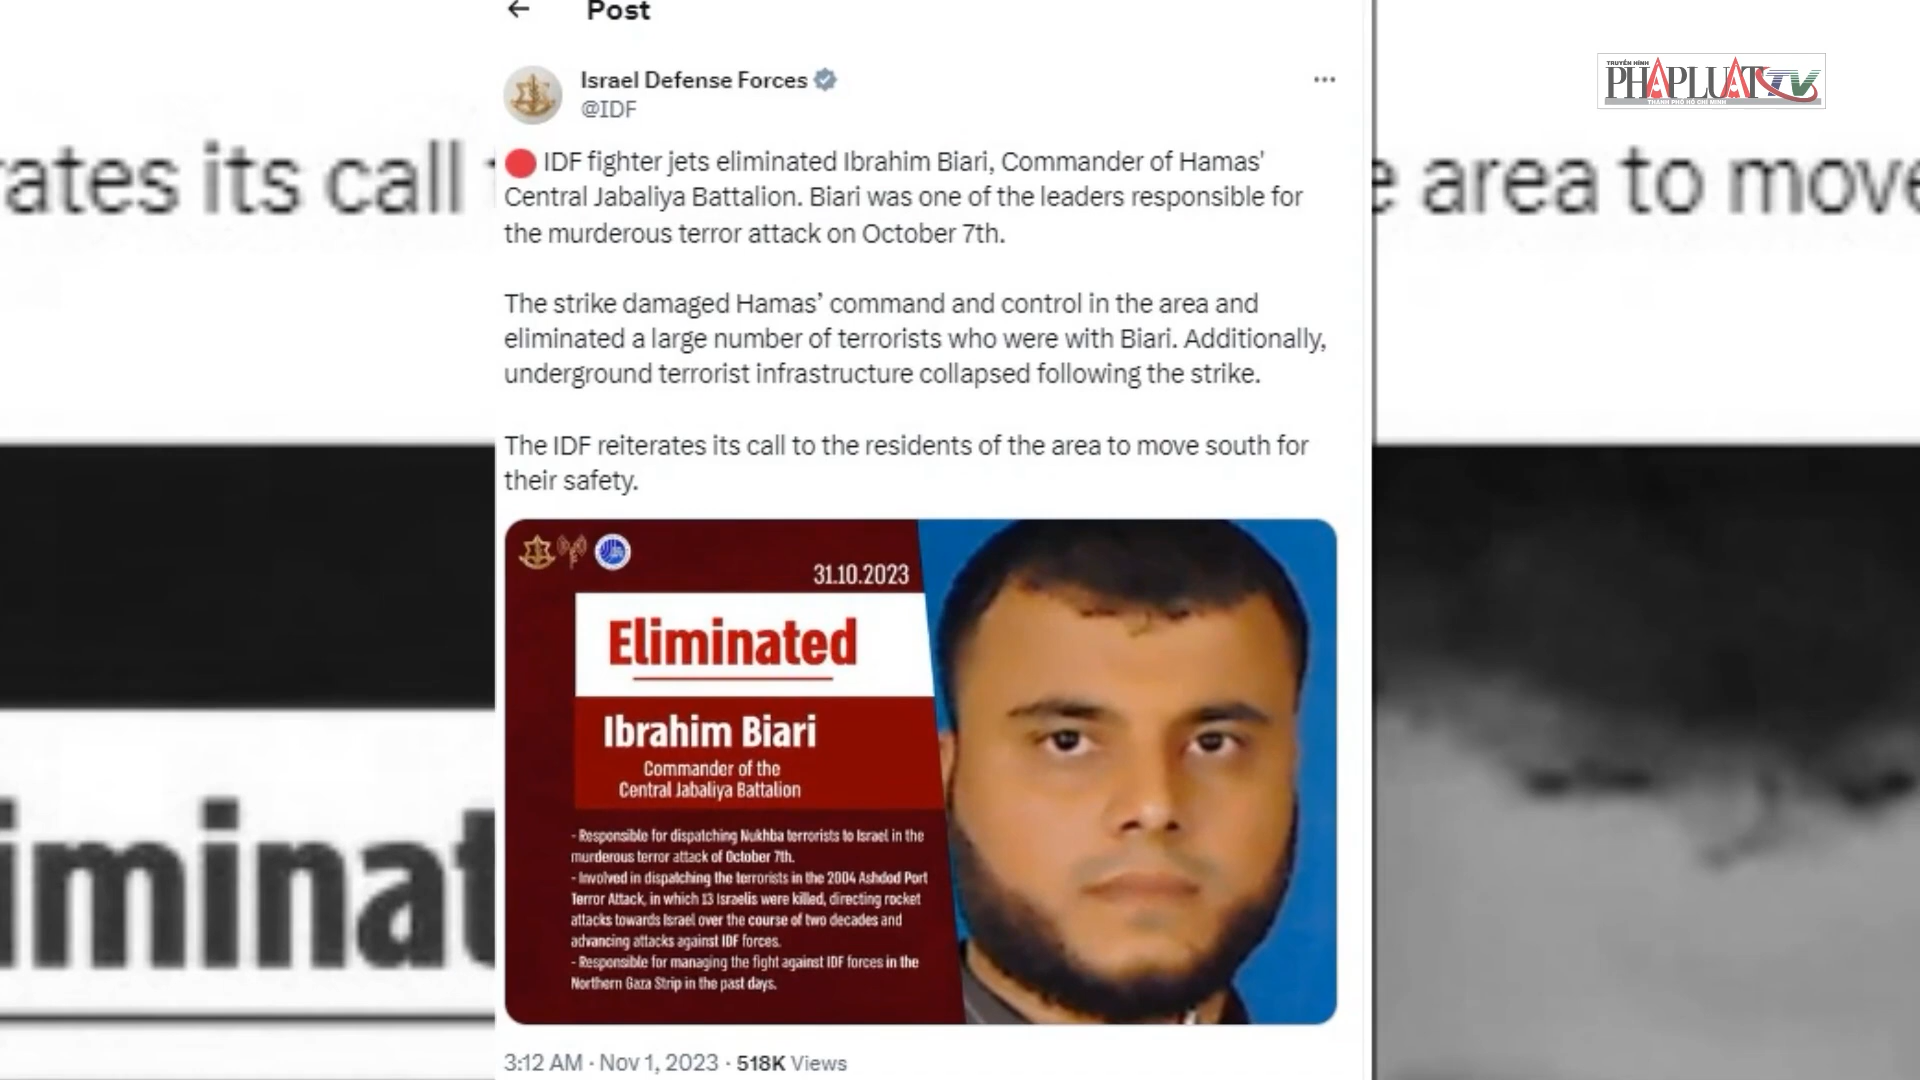 Post
TRUYỀN HÌNH
PHÁPLUẬT TV
THÀNH PHỐ HỒ CHÍ MINH
Israel Defense Forces
@IDF
rates its call
e area to move
🔴 IDF fighter jets eliminated Ibrahim Biari, Commander of Hamas'
Central Jabaliya Battalion. Biari was one of the leaders responsible for
the murderous terror attack on October 7th.
The strike damaged Hamas’ command and control in the area and
eliminated a large number of terrorists who were with Biari. Additionally,
underground terrorist infrastructure collapsed following the strike.
The IDF reiterates its call to the residents of the area to move south for
their safety.
31.10.2023
Eliminated
Ibrahim Biari
Commander of the
Central Jabaliya Battalion
- Responsible for dispatching Nukhba terrorists to Israel in the
murderous terror attack of October 7th.
- Involved in dispatching the terrorists in the 2004 Ashdod Port
Terror Attack, in which 13 Israelis were killed, directing rocket
attacks towards Israel over the course of two decades and
advancing attacks against IDF forces.
- Responsible for managing the fight against IDF forces in the
Northern Gaza Strip in the past days.
iminat
3:12 AM · Nov 1, 2023 · 518K Views